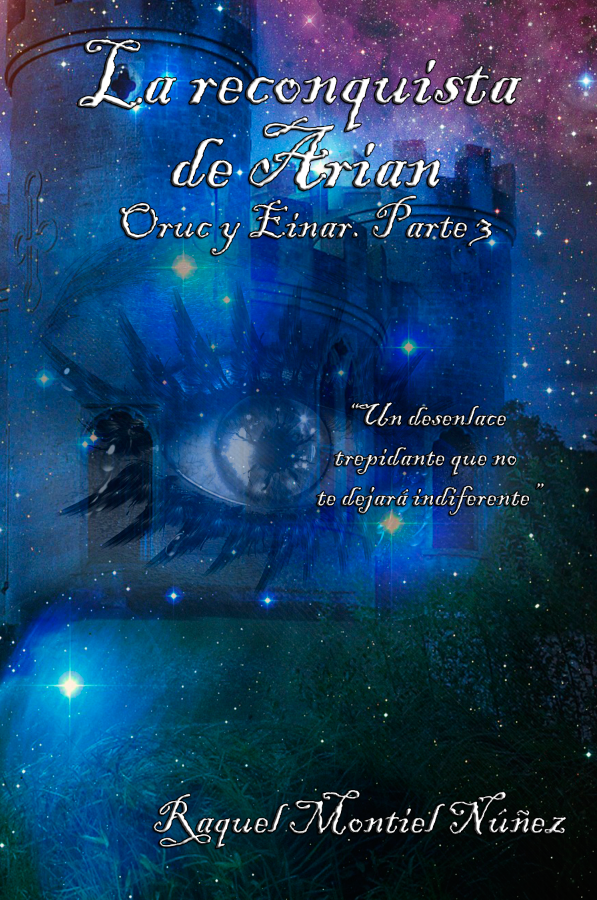 La reconquista
de Arian
Oruc y Einar. Parte 3
“Un desenlace
trepidante que no
te dejará indiferente”
Raquel Montiel Núñez